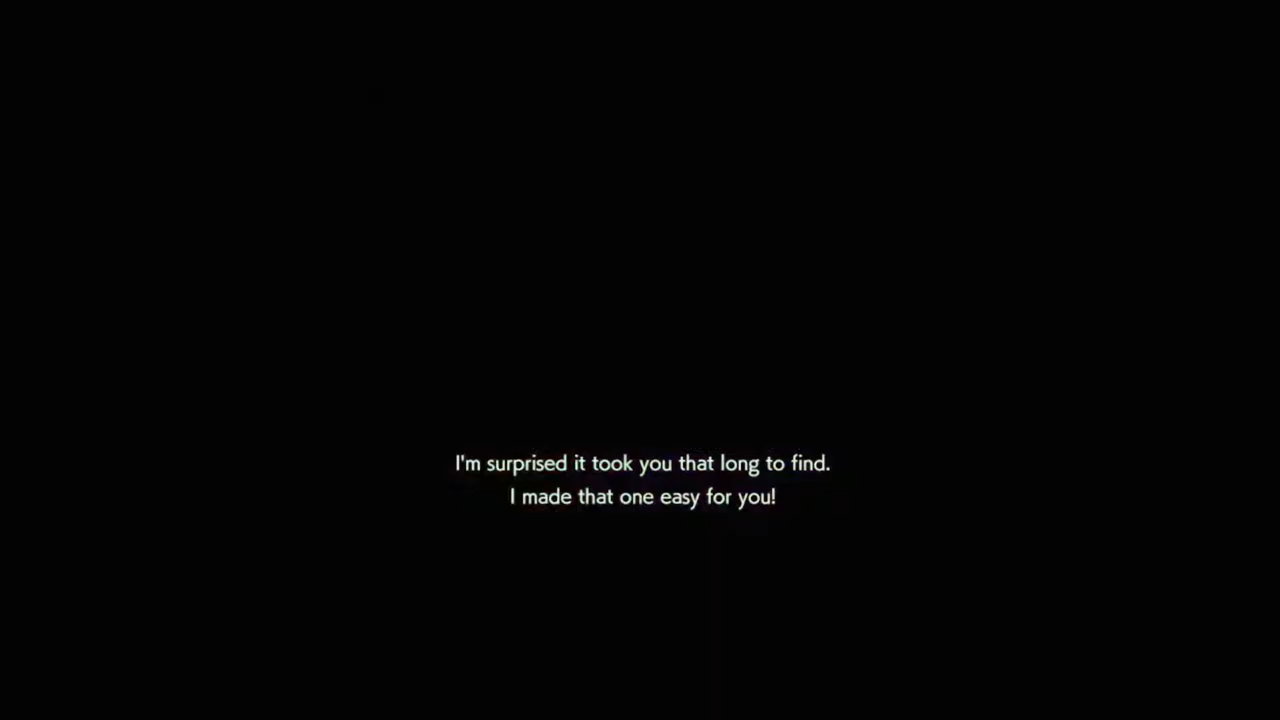 I'm surprised it took you that long to find.
I made that one easy for you!